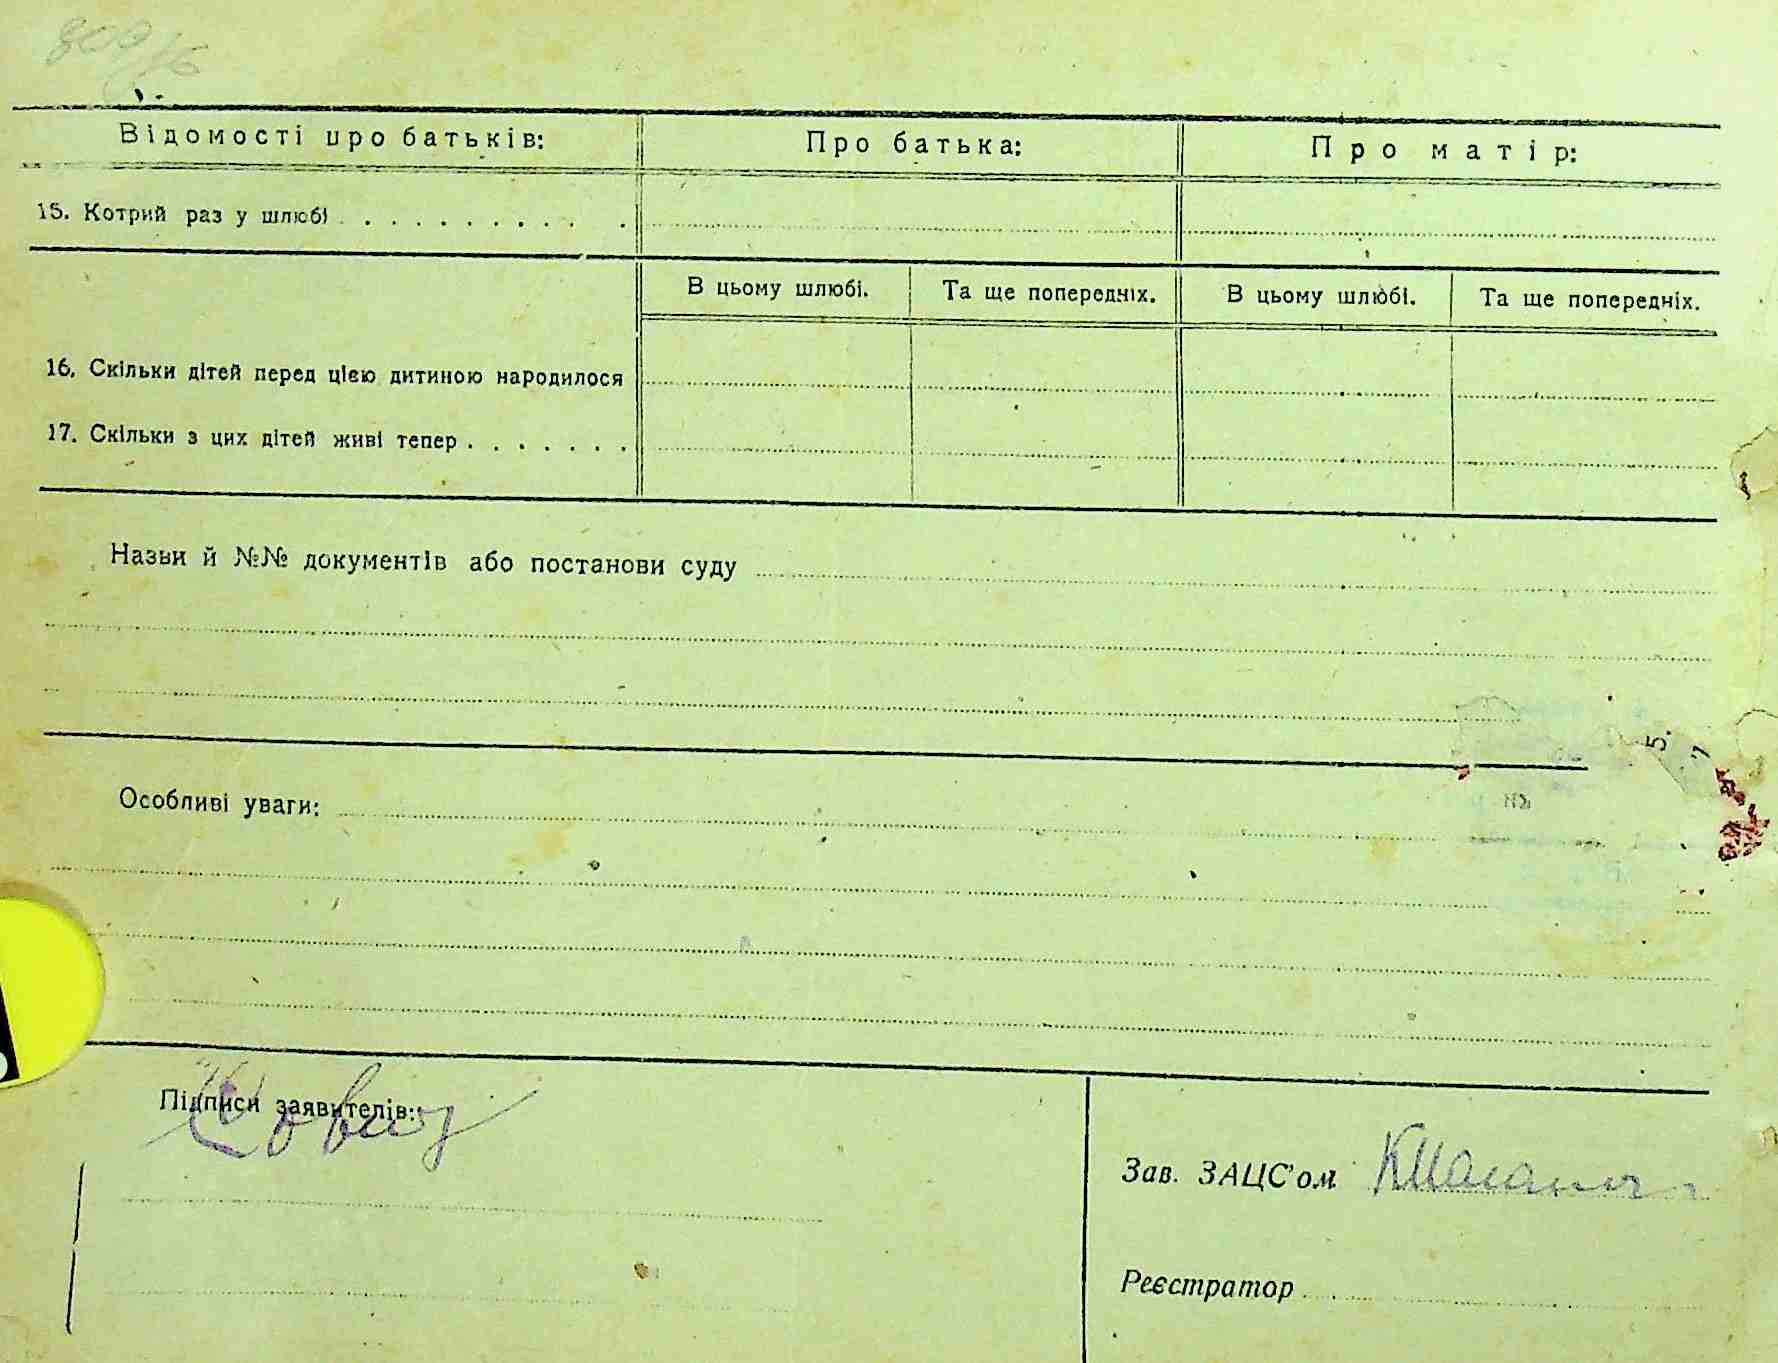 Відомості про батьків: Про батька: Про матір:
15. Котрий раз у шлюбі . . . . . . . . . .
В цьому шлюбі. Та ще попередніх. В цьому шлюбі. Та ще попередніх.
16. Скільки дітей перед цією дитиною народилося
17. Скільки з цих дітей живі тепер . . . . . . .
Назви й №№ документів або постанови суду
5.
Особливі уваги:
Підписи заявителів:
Зав. ЗАЦС'ом
Реєстратор